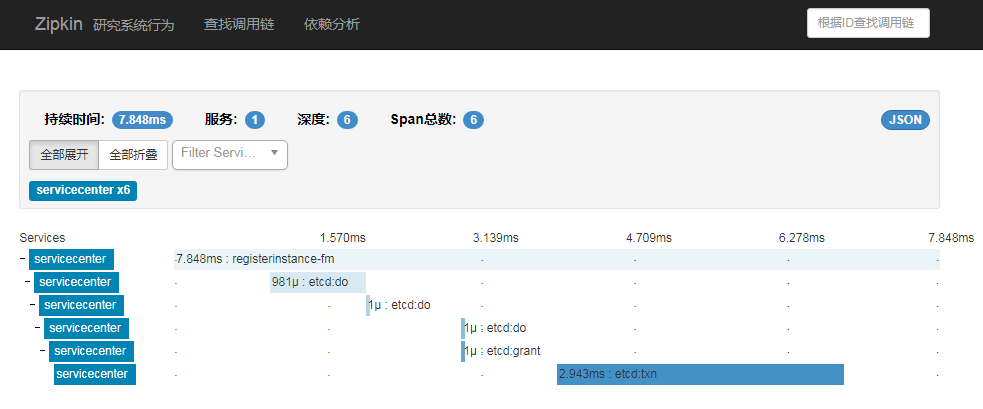 Zipkin 研究系统行为 查找调用链 依赖分析 根据ID查找调用链
持续时间: 7.848ms 服务: 1 深度: 6 Span总数: 6 JSON
全部展开 全部折叠 Filter Servi...
servicecenter x6
Services 1.570ms 3.139ms 4.709ms 6.278ms 7.848ms
servicecenter 7.848ms : registerinstance-fm
servicecenter 981μ : etcd:do
servicecenter 1μ : etcd:do
servicecenter 1μ : etcd:do
servicecenter 1μ : etcd:grant
servicecenter 2.943ms : etcd:txn